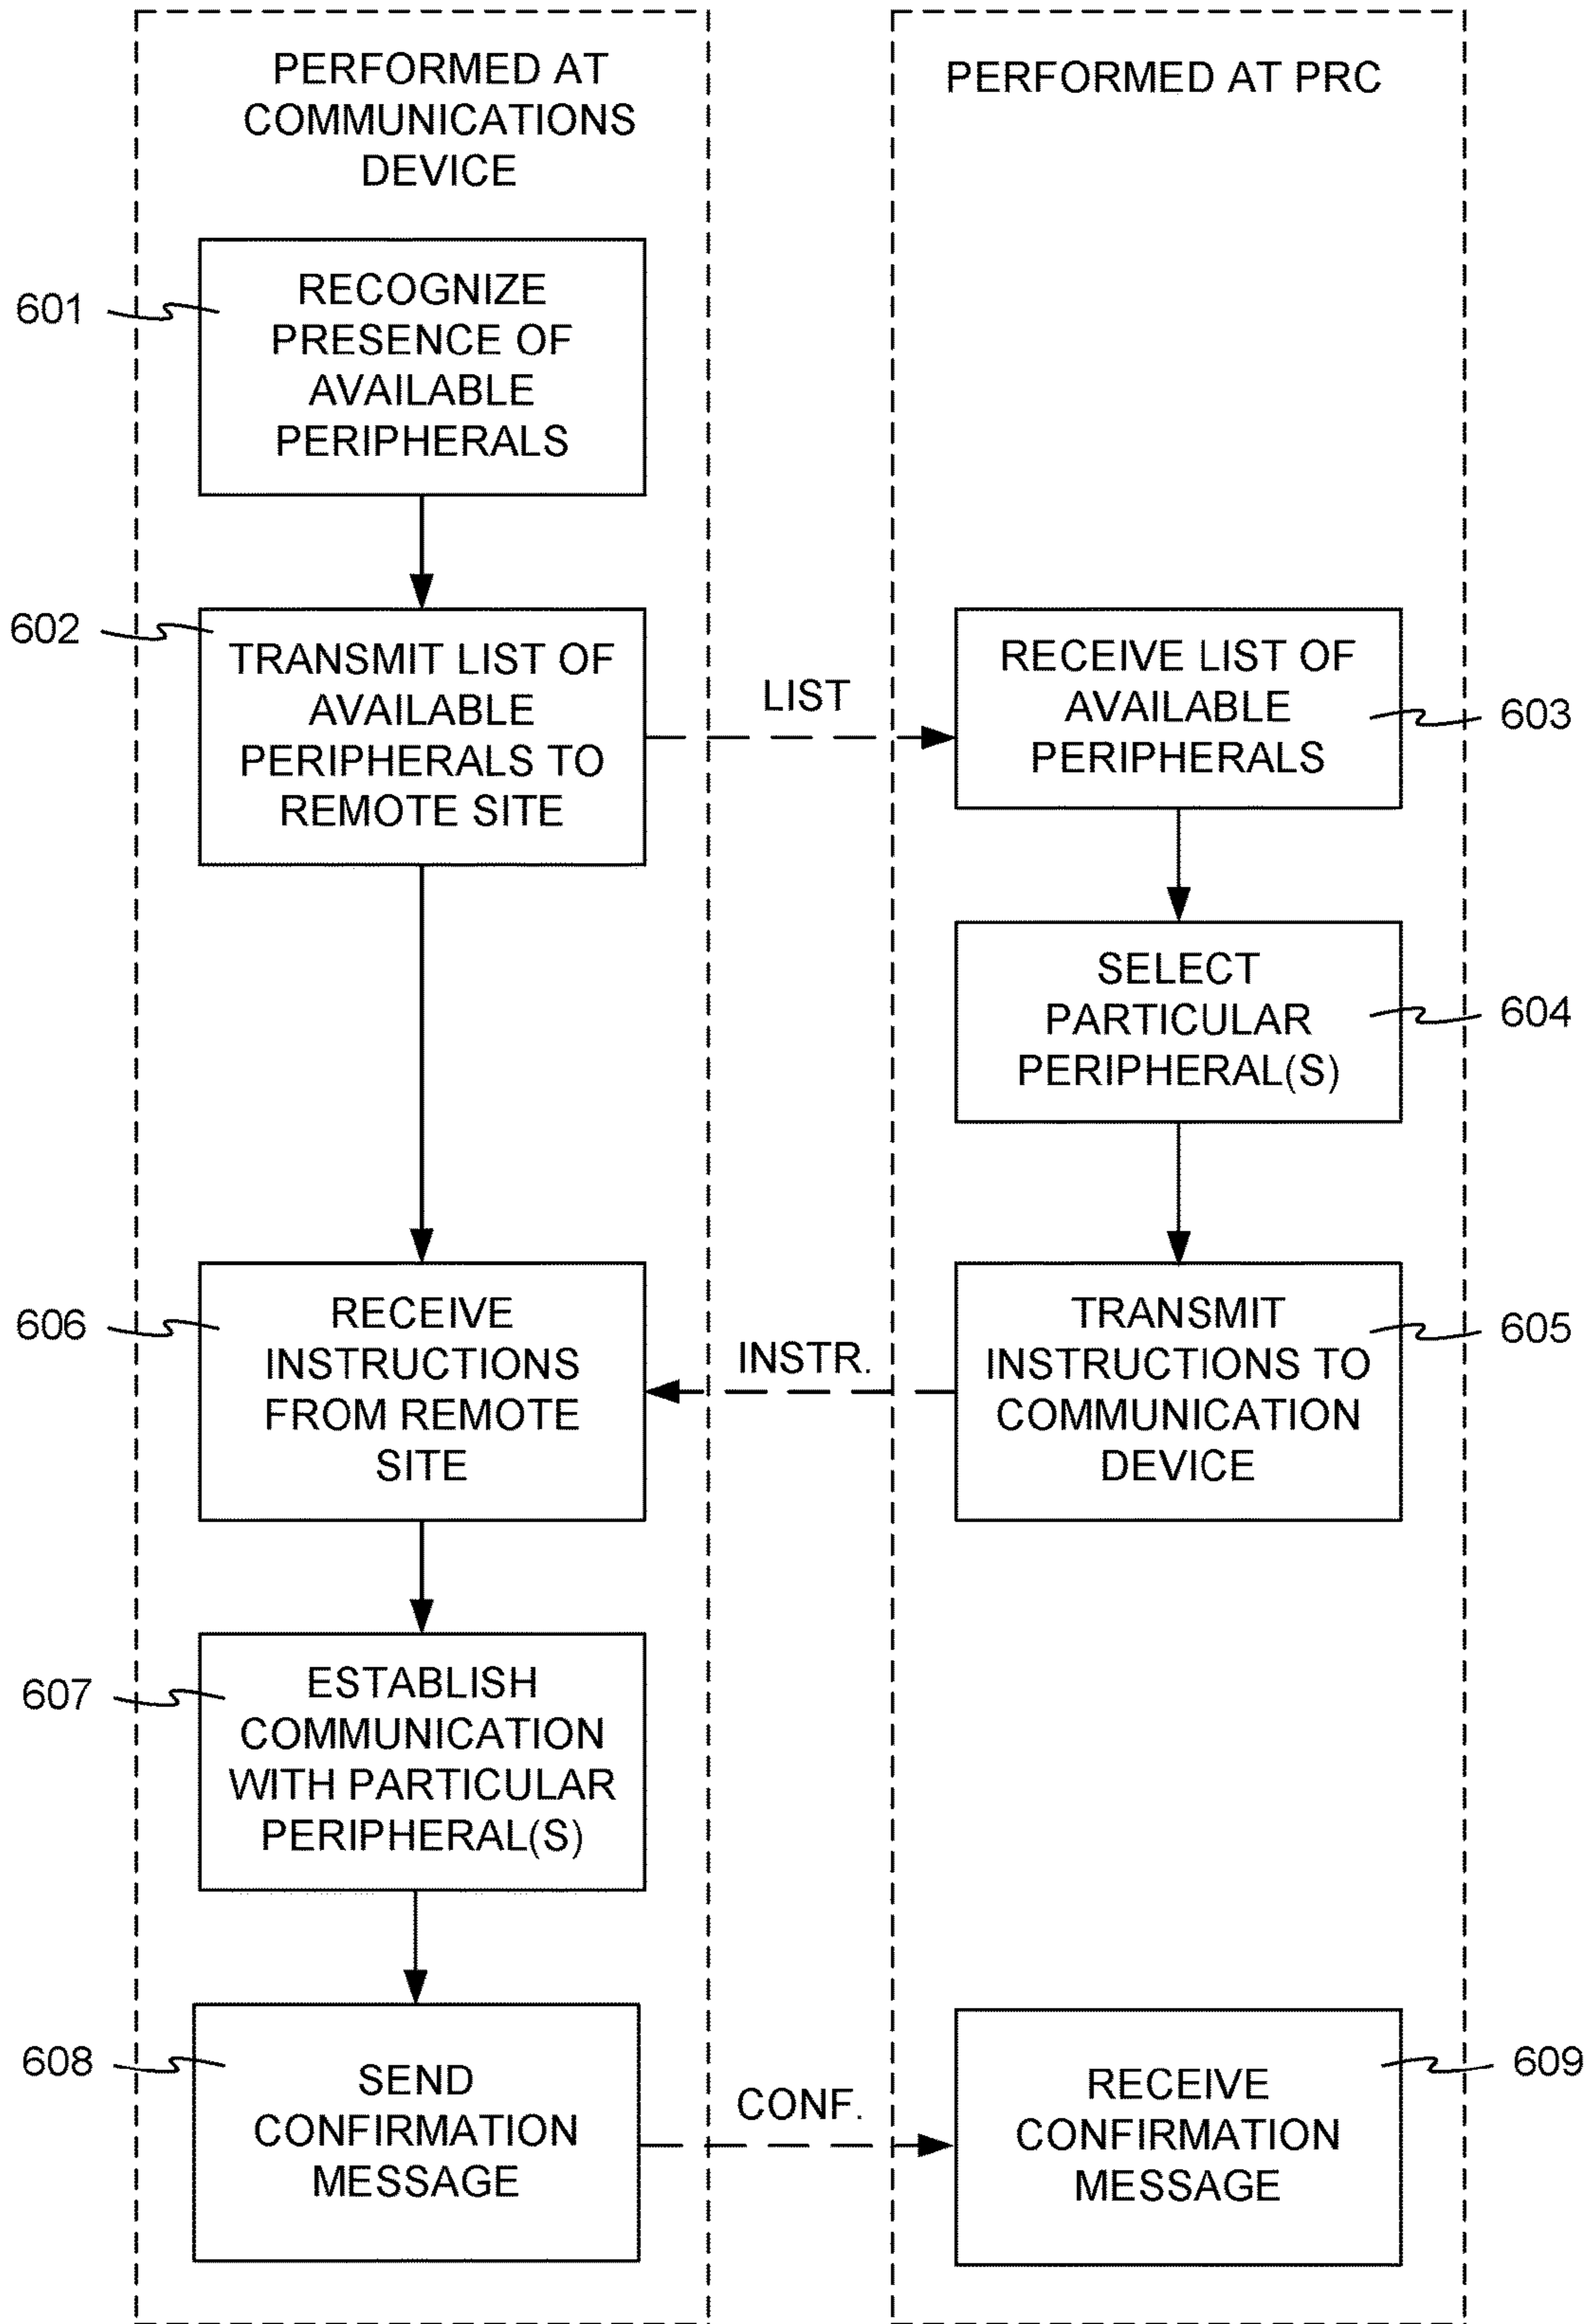 PERFORMED AT
COMMUNICATIONS
DEVICE
PERFORMED AT PRC
601
RECOGNIZE
PRESENCE OF
AVAILABLE
PERIPHERALS
602
TRANSMIT LIST OF
AVAILABLE
PERIPHERALS TO
REMOTE SITE
LIST
RECEIVE LIST OF
AVAILABLE
PERIPHERALS
603
SELECT
PARTICULAR
PERIPHERAL(S)
604
606
RECEIVE
INSTRUCTIONS
FROM REMOTE
SITE
INSTR.
TRANSMIT
INSTRUCTIONS TO
COMMUNICATION
DEVICE
605
607
ESTABLISH
COMMUNICATION
WITH PARTICULAR
PERIPHERAL(S)
608
SEND
CONFIRMATION
MESSAGE
CONF.
RECEIVE
CONFIRMATION
MESSAGE
609